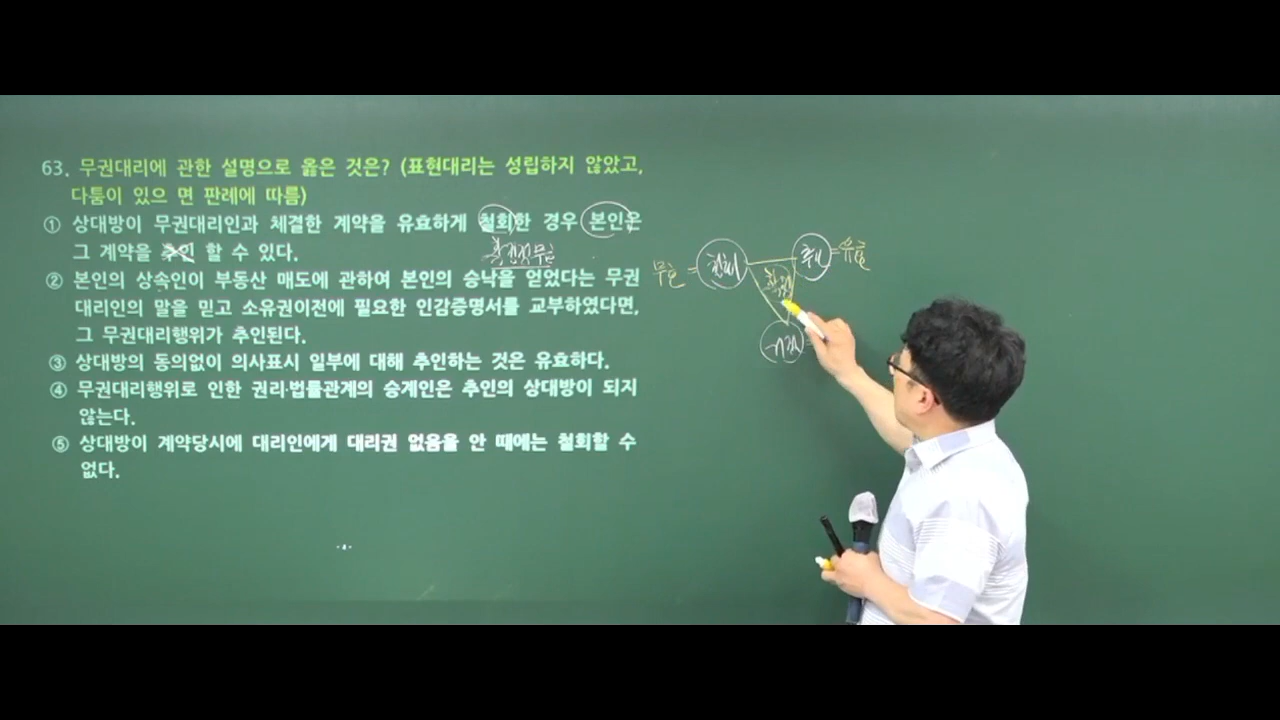 63. 무권대리에 관한 설명으로 옳은 것은? (표현대리는 성립하지 않았고,
다툼이 있으 면 판례에 따름)
① 상대방이 무권대리인과 체결한 계약을 유효하게 철회한 경우 본인은
그 계약을 추인 할 수 있다.
확정적무효
② 본인의 상속인이 부동산 매도에 관하여 본인의 승낙을 얻었다는 무권
대리인의 말을 믿고 소유권이전에 필요한 인감증명서를 교부하였다면,
그 무권대리행위가 추인된다.
③ 상대방의 동의없이 의사표시 일부에 대해 추인하는 것은 유효하다.
④ 무권대리행위로 인한 권리·법률관계의 승계인은 추인의 상대방이 되지
않는다.
⑤ 상대방이 계약당시에 대리인에게 대리권 없음을 안 때에는 철회할 수
없다.
무효 = 철회 추인 = 유효
확정
거절